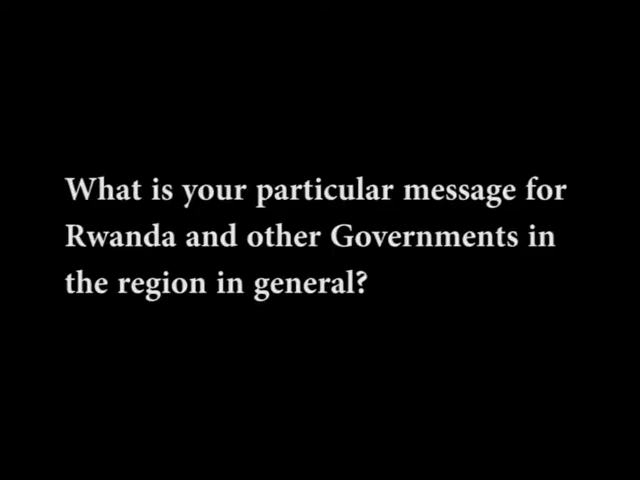 What is your particular message for
Rwanda and other Governments in
the region in general?